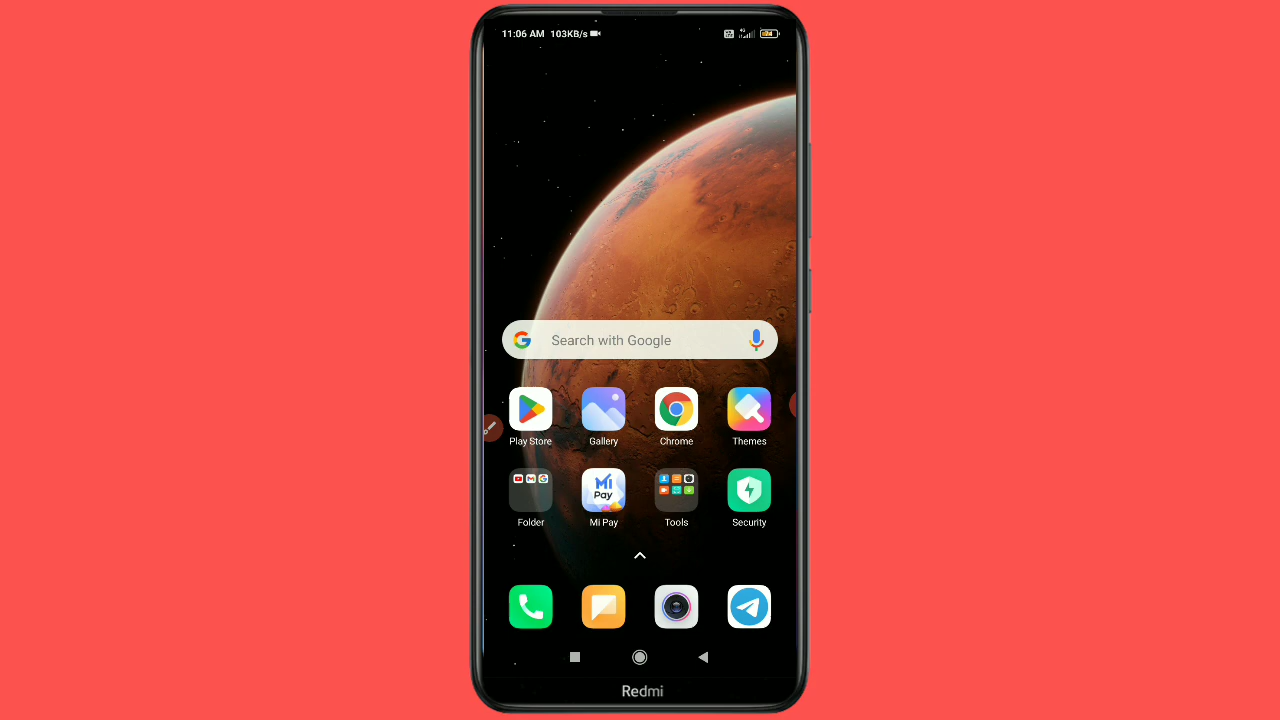 11:06 AM 103KB/s
74
Search with Google
Play Store
Gallery
Chrome
Themes
Mi
Pay
Folder
Mi Pay
Tools
Security
Redmi